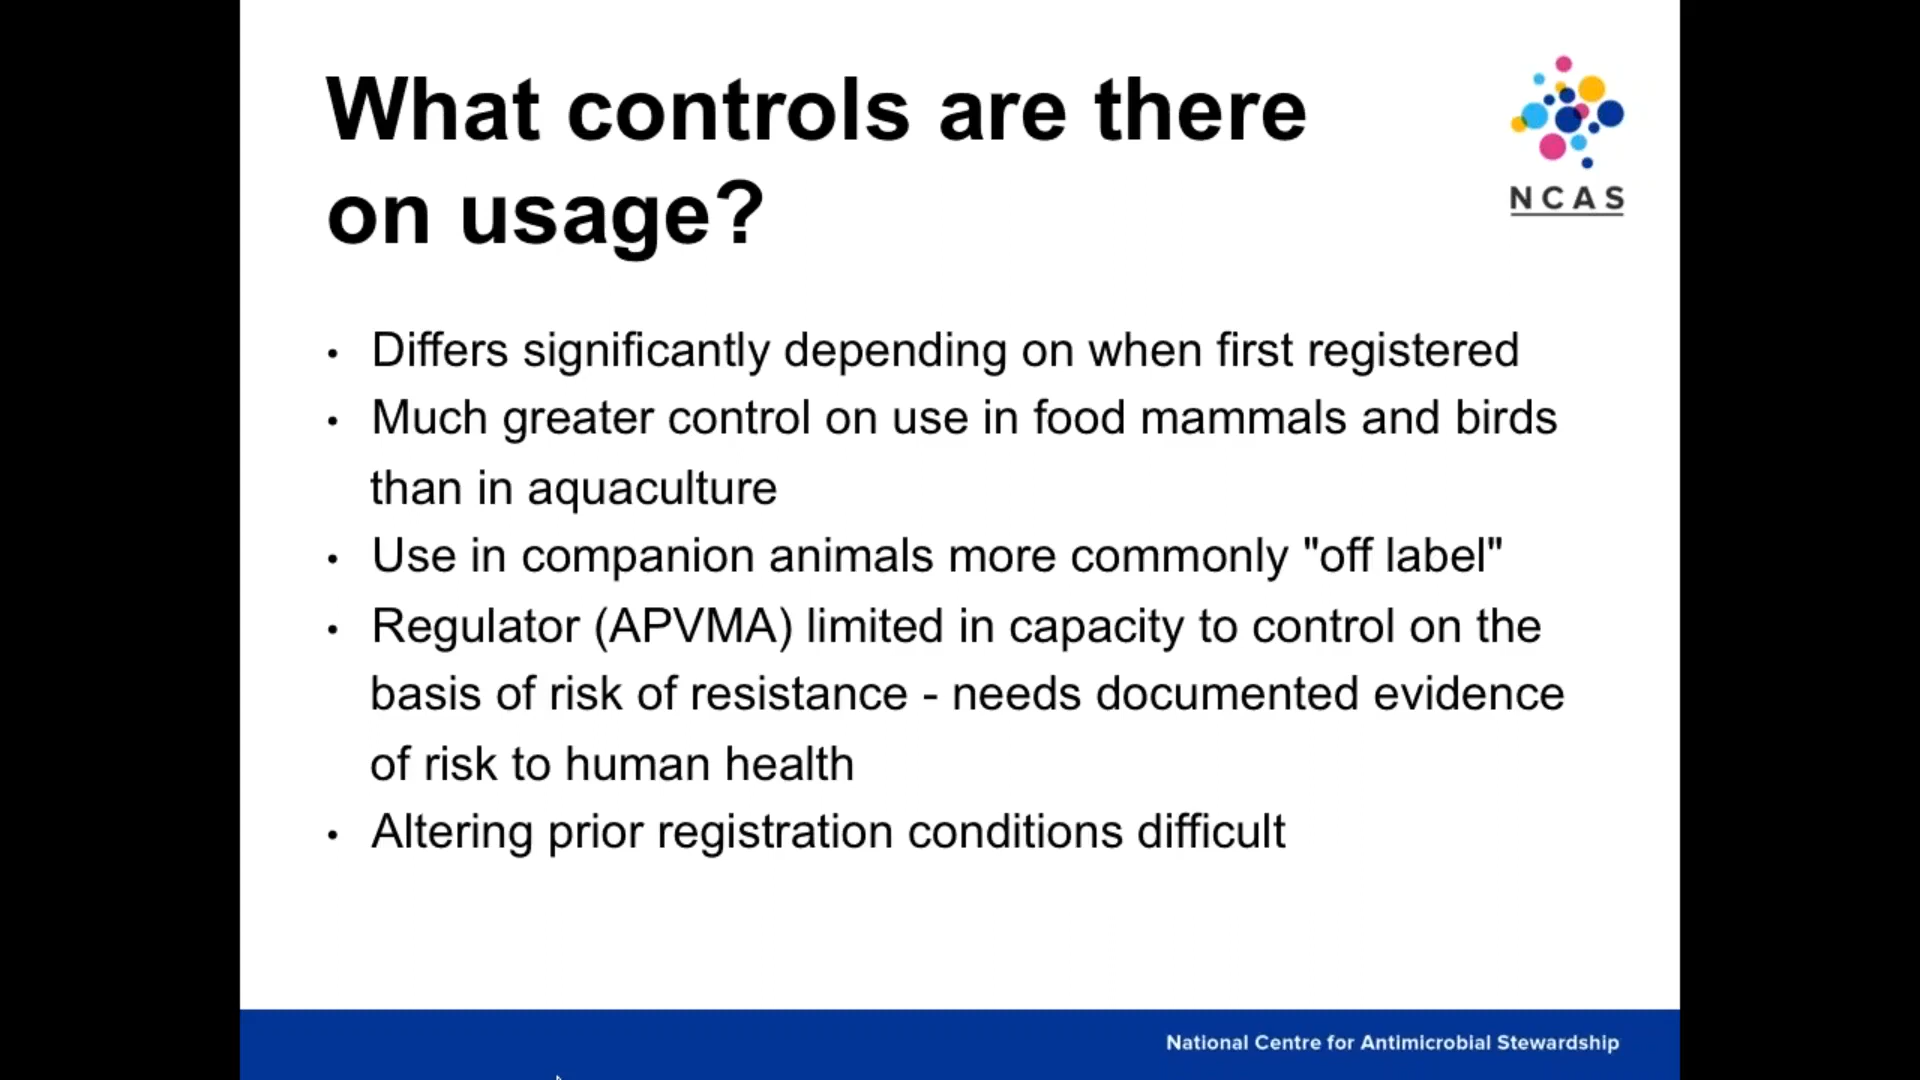 What controls are there
on usage?
NCAS
• Differs significantly depending on when first registered
• Much greater control on use in food mammals and birds
than in aquaculture
• Use in companion animals more commonly "off label"
• Regulator (APVMA) limited in capacity to control on the
basis of risk of resistance - needs documented evidence
of risk to human health
• Altering prior registration conditions difficult
National Centre for Antimicrobial Stewardship